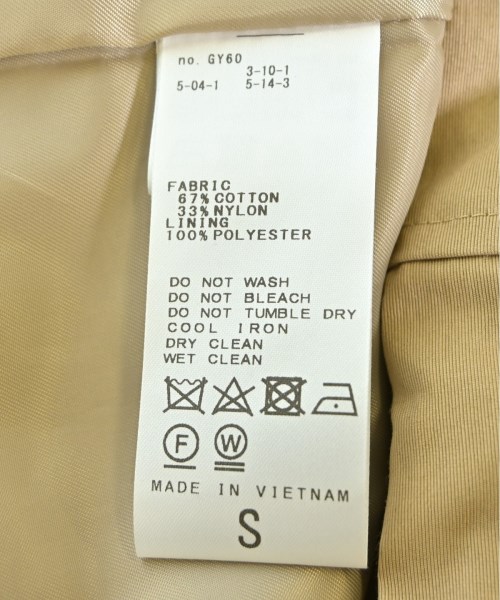 no. GY60
3-10-1
5-04-1 5-14-3
FABRIC
67% COTTON
33% NYLON
LINING
100% POLYESTER
DO NOT WASH
DO NOT BLEACH
DO NOT TUMBLE DRY
COOL IRON
DRY CLEAN
WET CLEAN
F W
MADE IN VIETNAM
S